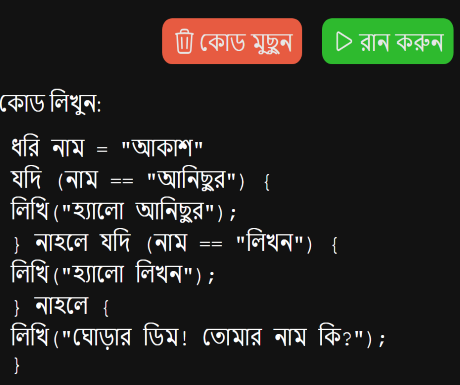 কোড মুছুন রান করুন
কোড লিখুন:
ধরি নাম = "আকাশ"
যদি (নাম == "আনিছুর") {
লিখি("হ্যালো আনিছুর");
} নাহলে যদি (নাম == "লিখন") {
লিখি("হ্যালো লিখন");
} নাহলে {
লিখি("ঘোড়ার ডিম! তোমার নাম কি?");
}